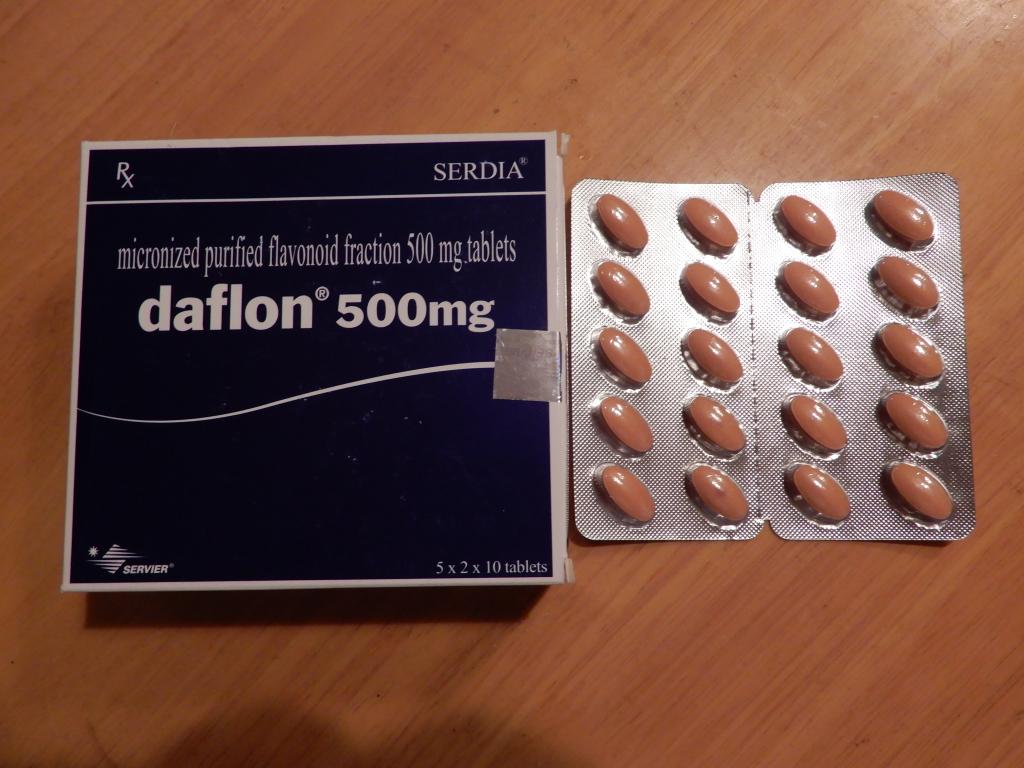 Rx
SERDIA®
micronized purified flavonoid fraction 500 mg tablets
daflon® 500mg
SERVIER®
5 x 2 x 10 tablets